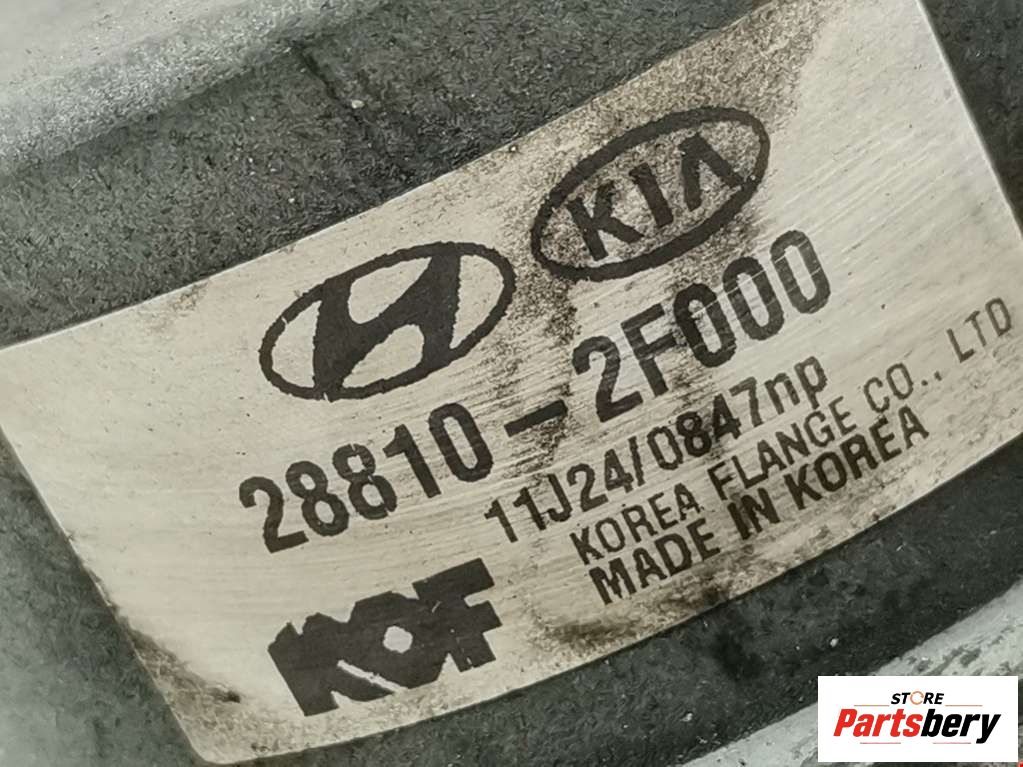 KIA
28810-2F000
11J24/0847np
KOREA FLANGE CO., LTD
MADE IN KOREA
KOF
STORE
Partsbery